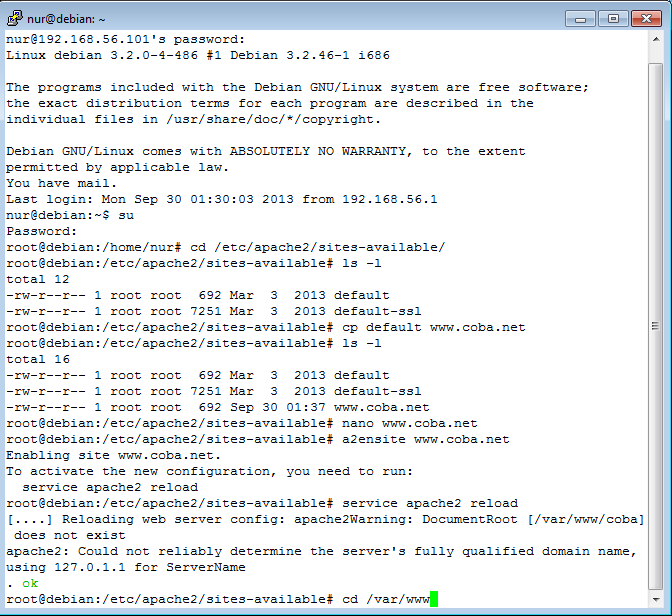 nur@debian: ~
nur@192.168.56.101's password:
Linux debian 3.2.0-4-486 #1 Debian 3.2.46-1 i686

The programs included with the Debian GNU/Linux system are free software;
the exact distribution terms for each program are described in the
individual files in /usr/share/doc/*/copyright.

Debian GNU/Linux comes with ABSOLUTELY NO WARRANTY, to the extent
permitted by applicable law.
You have mail.
Last login: Mon Sep 30 01:30:03 2013 from 192.168.56.1
nur@debian:~$ su
Password:
root@debian:/home/nur# cd /etc/apache2/sites-available/
root@debian:/etc/apache2/sites-available# ls -l
total 12
-rw-r--r-- 1 root root  692 Mar  3  2013 default
-rw-r--r-- 1 root root 7251 Mar  3  2013 default-ssl
root@debian:/etc/apache2/sites-available# cp default www.coba.net
root@debian:/etc/apache2/sites-available# ls -l
total 16
-rw-r--r-- 1 root root  692 Mar  3  2013 default
-rw-r--r-- 1 root root 7251 Mar  3  2013 default-ssl
-rw-r--r-- 1 root root  692 Sep 30 01:37 www.coba.net
root@debian:/etc/apache2/sites-available# nano www.coba.net
root@debian:/etc/apache2/sites-available# a2ensite www.coba.net
Enabling site www.coba.net.
To activate the new configuration, you need to run:
  service apache2 reload
root@debian:/etc/apache2/sites-available# service apache2 reload
[....] Reloading web server config: apache2Warning: DocumentRoot [/var/www/coba]
 does not exist
apache2: Could not reliably determine the server's fully qualified domain name,
using 127.0.1.1 for ServerName
. ok
root@debian:/etc/apache2/sites-available# cd /var/www